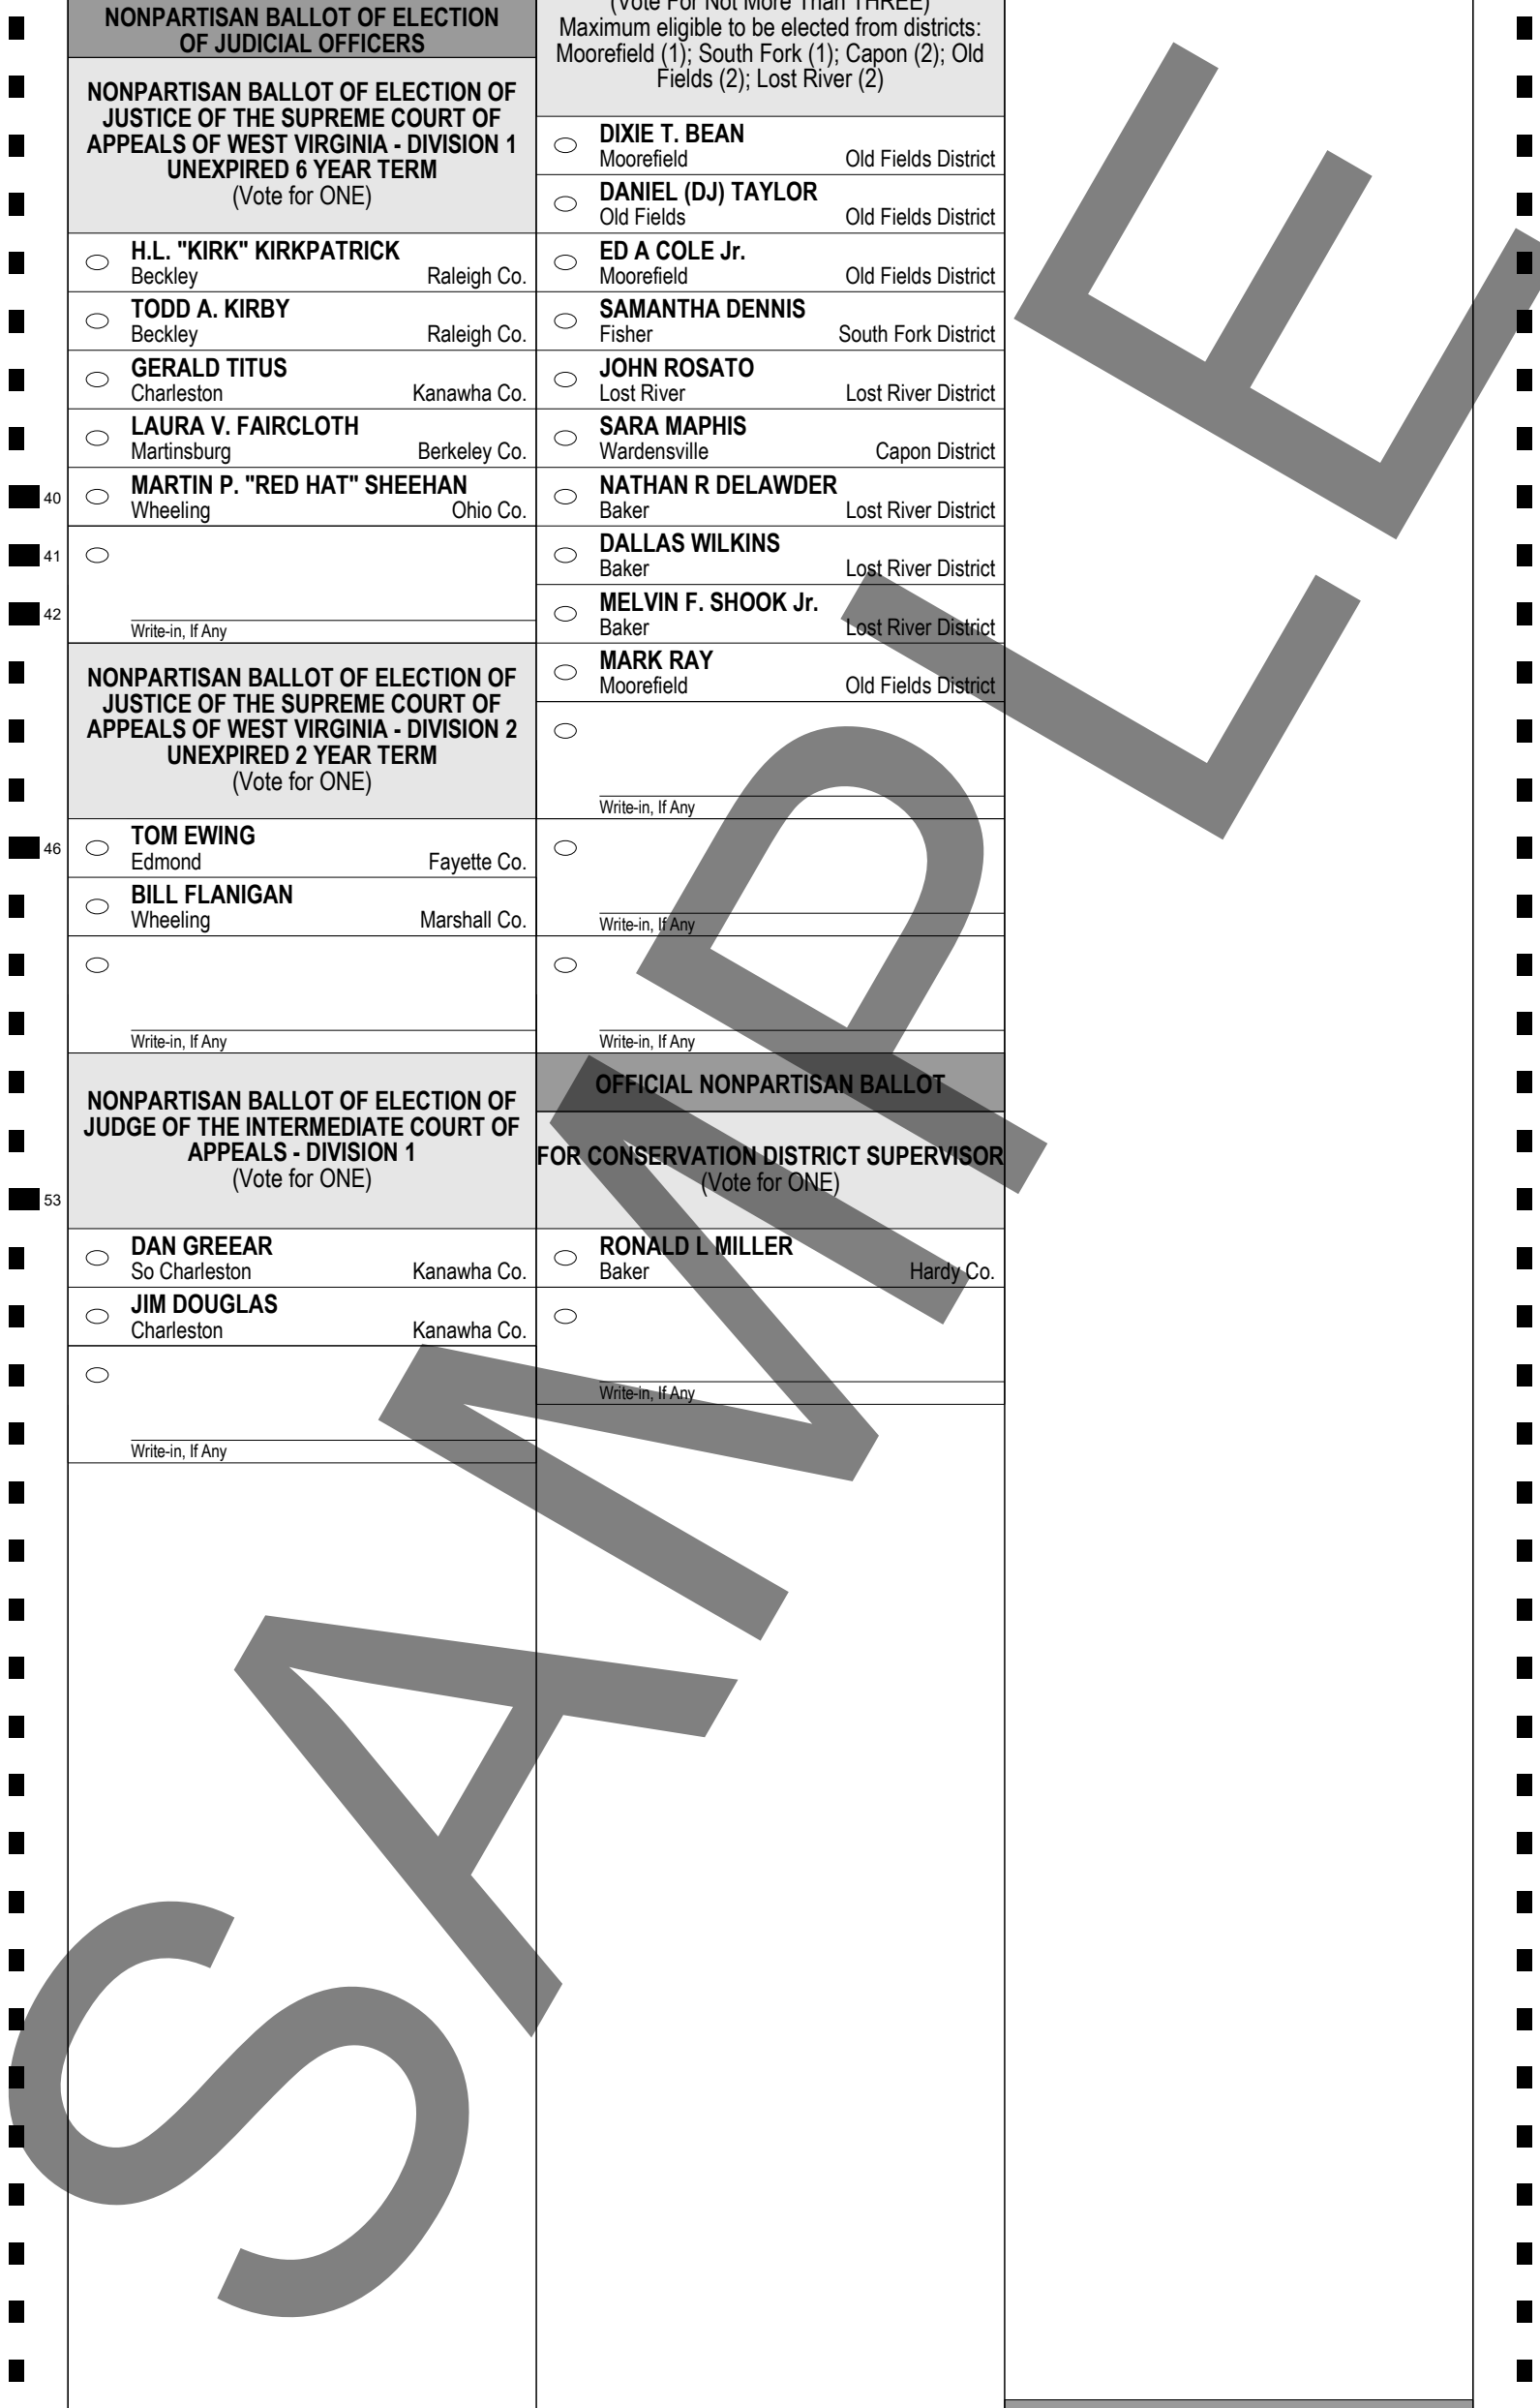 NONPARTISAN BALLOT OF ELECTION
OF JUDICIAL OFFICERS
NONPARTISAN BALLOT OF ELECTION OF
JUSTICE OF THE SUPREME COURT OF
APPEALS OF WEST VIRGINIA - DIVISION 1
UNEXPIRED 6 YEAR TERM
(Vote for ONE)
H.L. "KIRK" KIRKPATRICK
Beckley Raleigh Co.
TODD A. KIRBY
Beckley Raleigh Co.
GERALD TITUS
Charleston Kanawha Co.
LAURA V. FAIRCLOTH
Martinsburg Berkeley Co.
40
MARTIN P. "RED HAT" SHEEHAN
Wheeling Ohio Co.
41
42
Write-in, If Any
NONPARTISAN BALLOT OF ELECTION OF
JUSTICE OF THE SUPREME COURT OF
APPEALS OF WEST VIRGINIA - DIVISION 2
UNEXPIRED 2 YEAR TERM
(Vote for ONE)
46
TOM EWING
Edmond Fayette Co.
BILL FLANIGAN
Wheeling Marshall Co.
Write-in, If Any
NONPARTISAN BALLOT OF ELECTION OF
JUDGE OF THE INTERMEDIATE COURT OF
APPEALS - DIVISION 1
(Vote for ONE)
53
DAN GREEAR
So Charleston Kanawha Co.
JIM DOUGLAS
Charleston Kanawha Co.
Write-in, If Any
(Vote For Not More Than THREE)
Maximum eligible to be elected from districts:
Moorefield (1); South Fork (1); Capon (2); Old
Fields (2); Lost River (2)
DIXIE T. BEAN
Moorefield Old Fields District
DANIEL (DJ) TAYLOR
Old Fields Old Fields District
ED A COLE Jr.
Moorefield Old Fields District
SAMANTHA DENNIS
Fisher South Fork District
JOHN ROSATO
Lost River Lost River District
SARA MAPHIS
Wardensville Capon District
NATHAN R DELAWDER
Baker Lost River District
DALLAS WILKINS
Baker Lost River District
MELVIN F. SHOOK Jr.
Baker Lost River District
MARK RAY
Moorefield Old Fields District
Write-in, If Any
Write-in, If Any
Write-in, If Any
OFFICIAL NONPARTISAN BALLOT
FOR CONSERVATION DISTRICT SUPERVISOR
(Vote for ONE)
RONALD L MILLER
Baker Hardy Co.
Write-in, If Any
SAMPLE